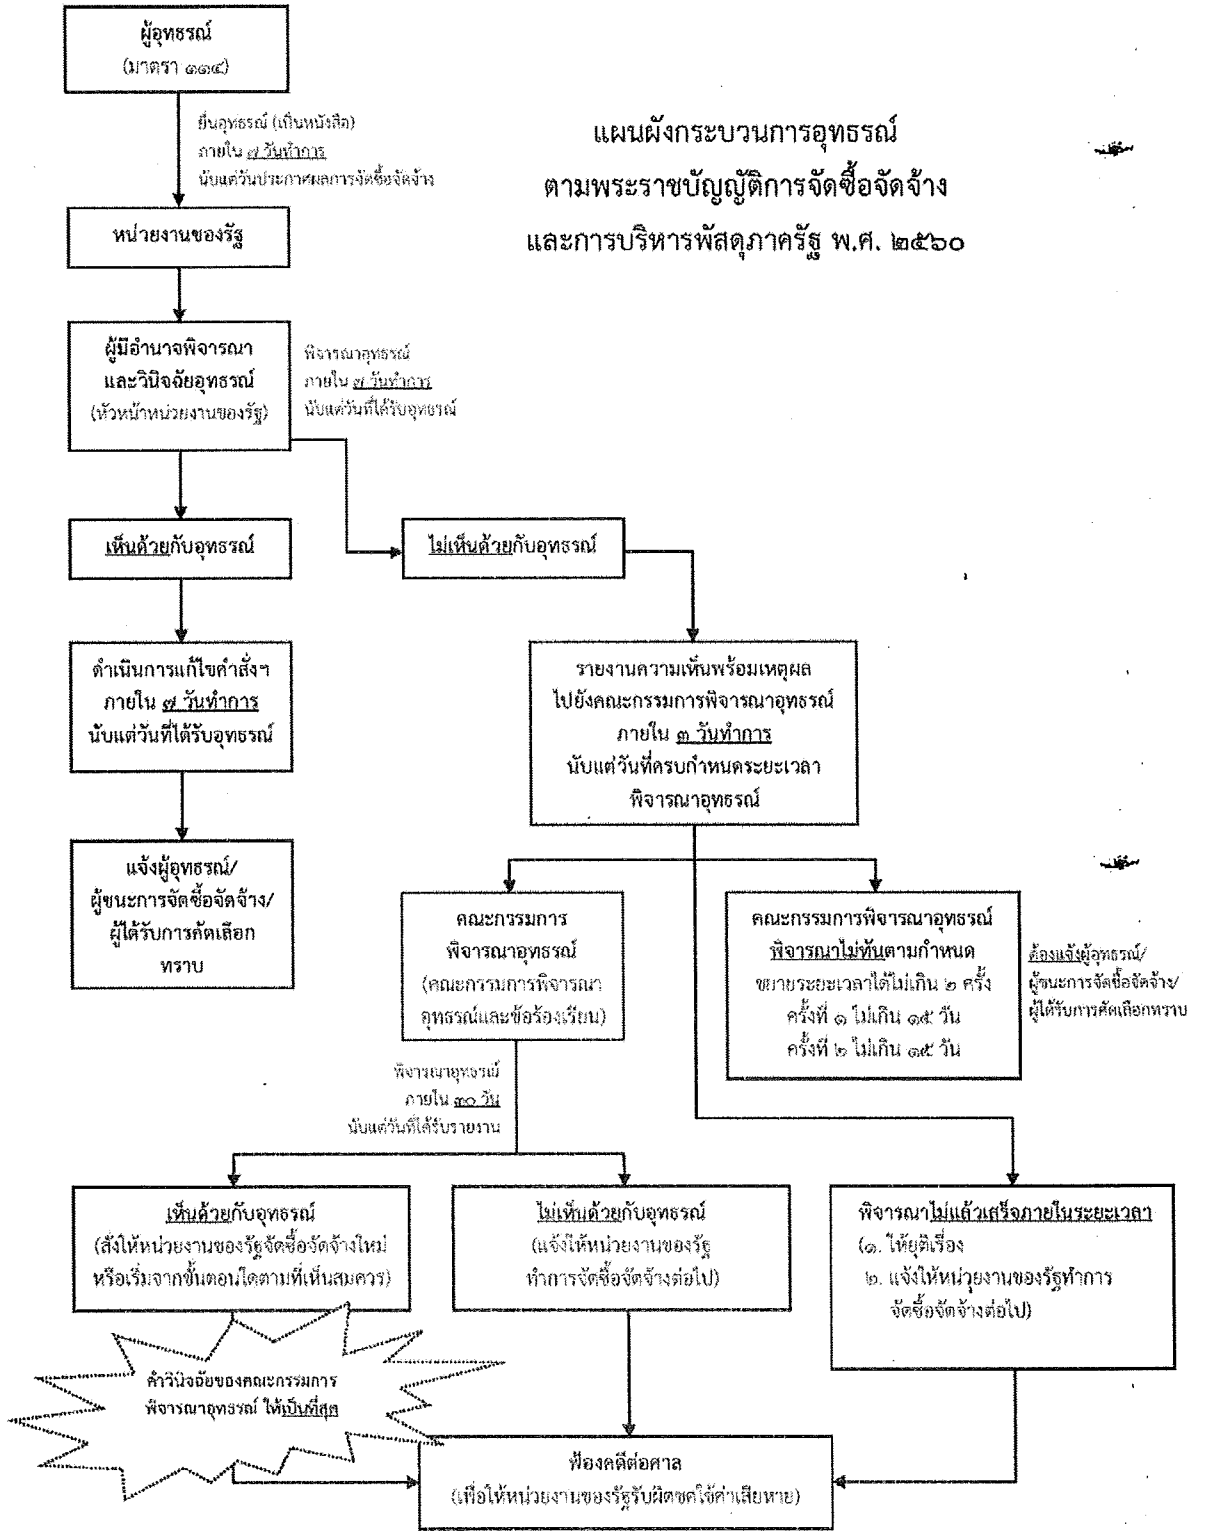 ผู้อุทธรณ์
(มาตรา ๑๑๔)
ยื่นอุทธรณ์ (เป็นหนังสือ)
ภายใน ๗ วันทำการ
นับแต่วันประกาศผลการจัดซื้อจัดจ้าง
แผนผังกระบวนการอุทธรณ์
ตามพระราชบัญญัติการจัดซื้อจัดจ้าง
และการบริหารพัสดุภาครัฐ พ.ศ. ๒๕๖๐
หน่วยงานของรัฐ
ผู้มีอำนาจพิจารณา
และวินิจฉัยอุทธรณ์
(หัวหน้าหน่วยงานของรัฐ)
พิจารณาอุทธรณ์
ภายใน ๗ วันทำการ
นับแต่วันที่ได้รับอุทธรณ์
เห็นด้วยกับอุทธรณ์
ไม่เห็นด้วยกับอุทธรณ์
ดำเนินการแก้ไขคำสั่งฯ
ภายใน ๗ วันทำการ
นับแต่วันที่ได้รับอุทธรณ์
รายงานความเห็นพร้อมเหตุผล
ไปยังคณะกรรมการพิจารณาอุทธรณ์
ภายใน ๓ วันทำการ
นับแต่วันที่ครบกำหนดระยะเวลา
พิจารณาอุทธรณ์
แจ้งผู้อุทธรณ์/
ผู้ชนะการจัดซื้อจัดจ้าง/
ผู้ได้รับการคัดเลือก
ทราบ
คณะกรรมการ
พิจารณาอุทธรณ์
(คณะกรรมการพิจารณา
อุทธรณ์และข้อร้องเรียน)
คณะกรรมการพิจารณาอุทธรณ์
พิจารณาไม่ทันตามกำหนด
ขยายระยะเวลาได้ไม่เกิน ๒ ครั้ง
ครั้งที่ ๑ ไม่เกิน ๑๕ วัน
ครั้งที่ ๒ ไม่เกิน ๑๕ วัน
ต้องแจ้งผู้อุทธรณ์/
ผู้ชนะการจัดซื้อจัดจ้าง/
ผู้ได้รับการคัดเลือกทราบ
พิจารณาอุทธรณ์
ภายใน ๓๐ วัน
นับแต่วันที่ได้รับรายงาน
เห็นด้วยกับอุทธรณ์
(สั่งให้หน่วยงานของรัฐจัดซื้อจัดจ้างใหม่
หรือเริ่มจากขั้นตอนใดตามที่เห็นสมควร)
ไม่เห็นด้วยกับอุทธรณ์
(แจ้งให้หน่วยงานของรัฐ
ทำการจัดซื้อจัดจ้างต่อไป)
พิจารณาไม่แล้วเสร็จภายในระยะเวลา
(๑. ให้ยุติเรื่อง
๒. แจ้งให้หน่วยงานของรัฐทำการ
จัดซื้อจัดจ้างต่อไป)
คำวินิจฉัยของคณะกรรมการ
พิจารณาอุทธรณ์ ให้เป็นที่สุด
ฟ้องคดีต่อศาล
(เพื่อให้หน่วยงานของรัฐรับผิดชดใช้ค่าเสียหาย)